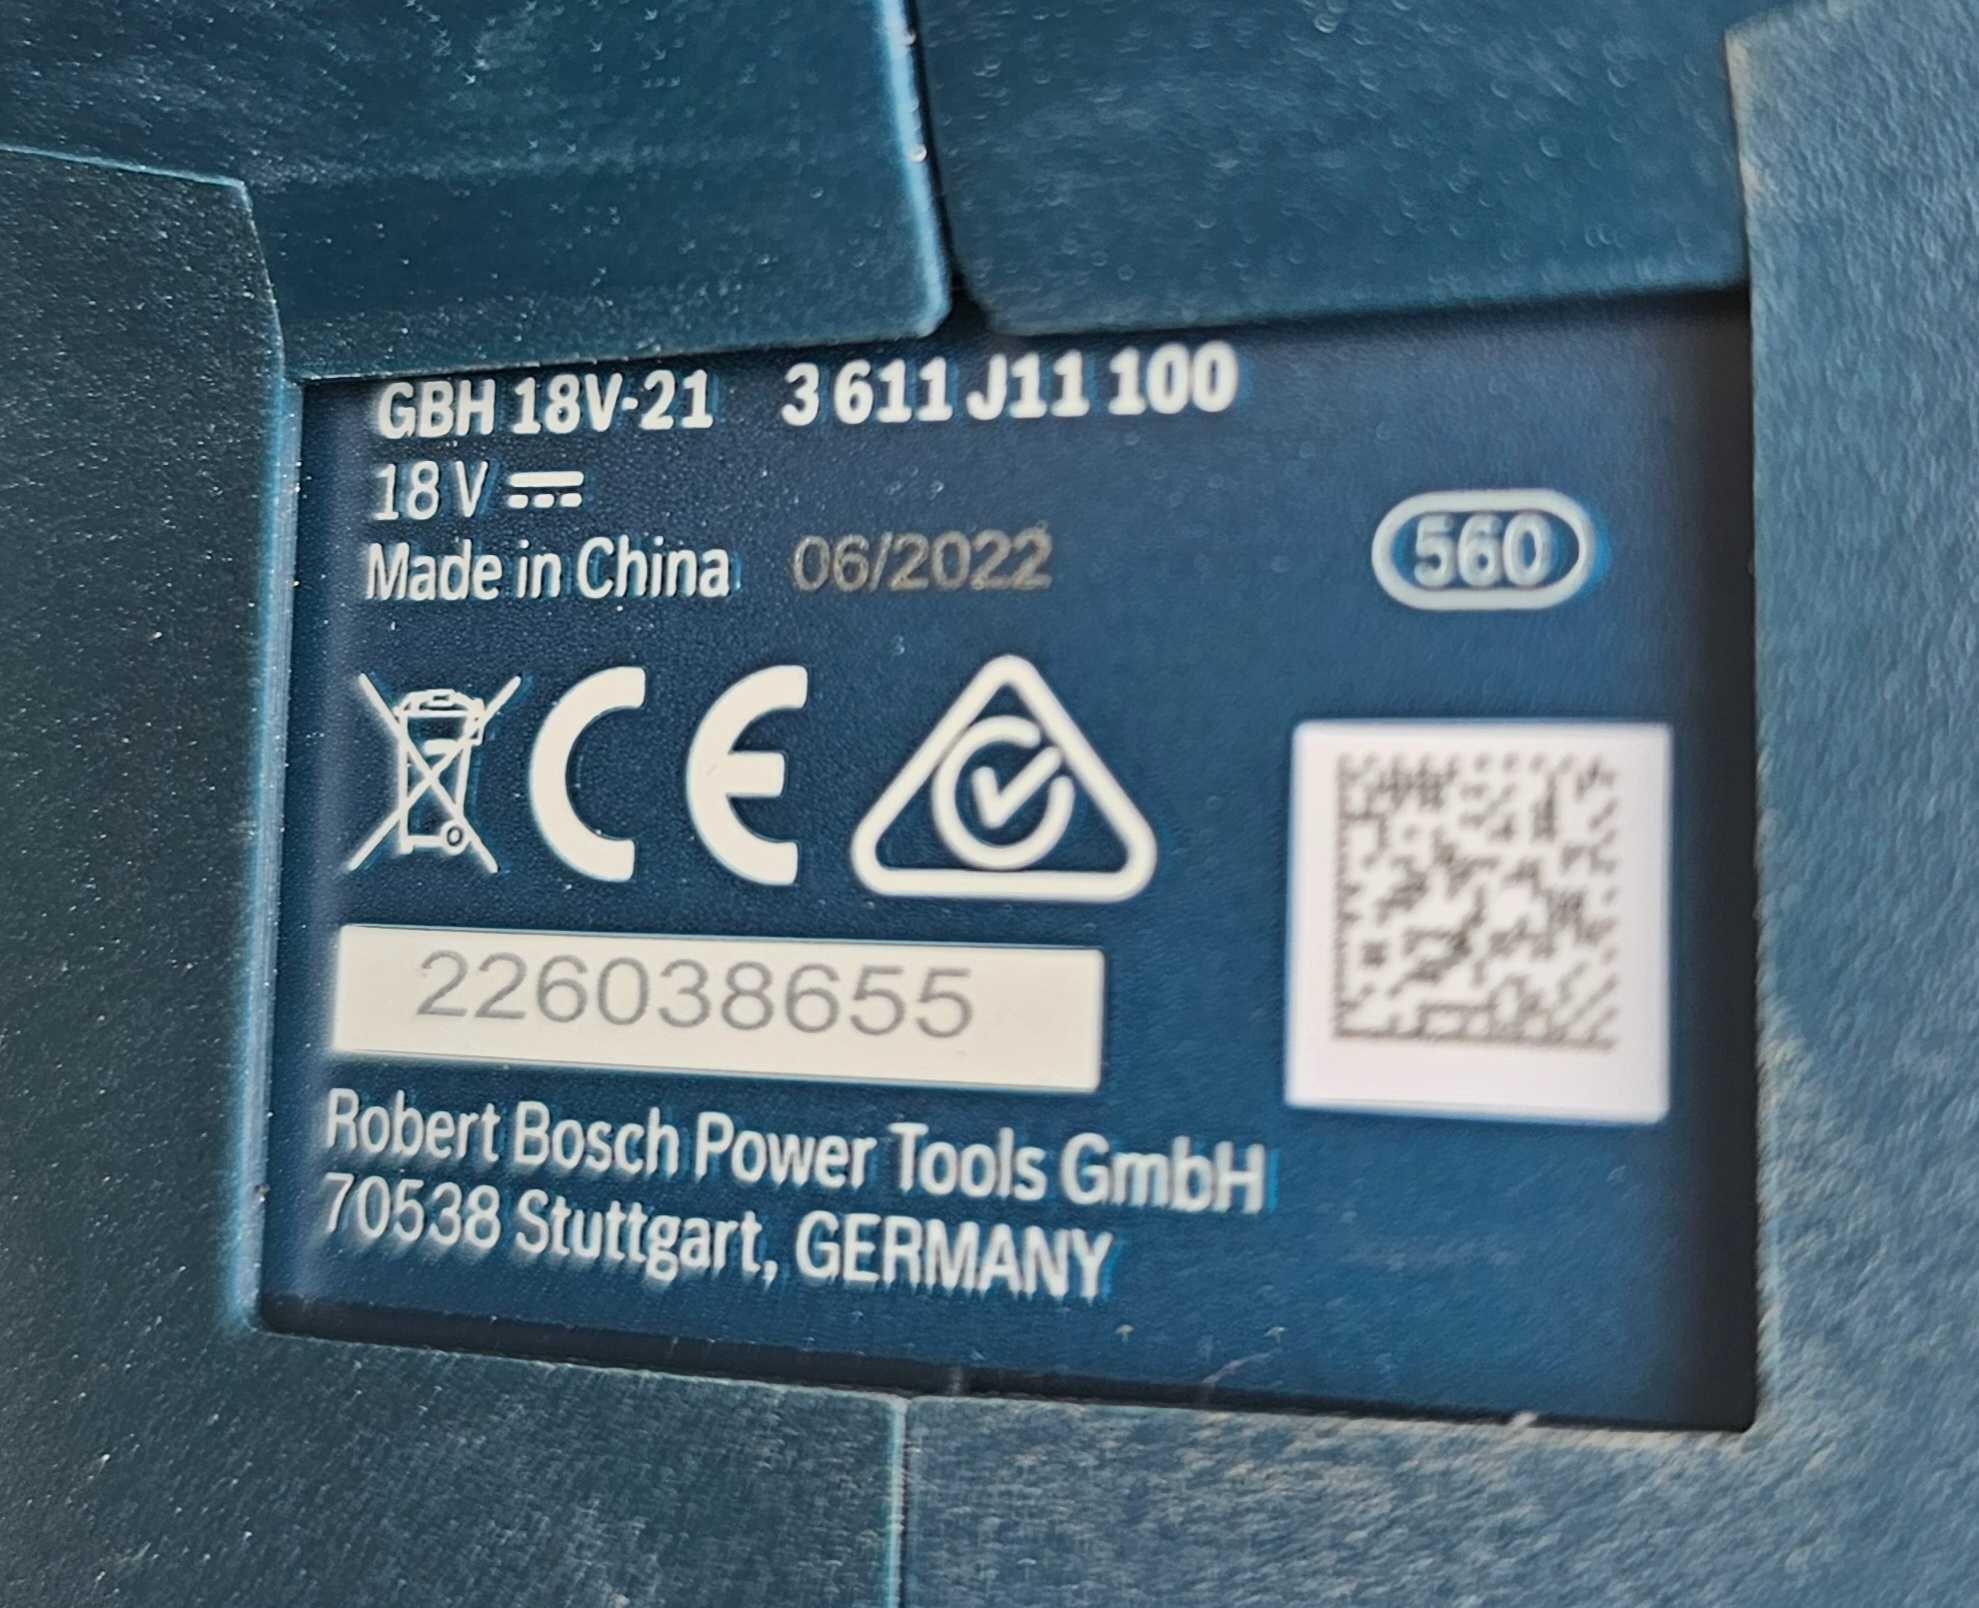 GBH 18V-21 3 611 J11 100
18 V ⎓
Made in China 06/2022
560
CE
226038655
Robert Bosch Power Tools GmbH
70538 Stuttgart, GERMANY